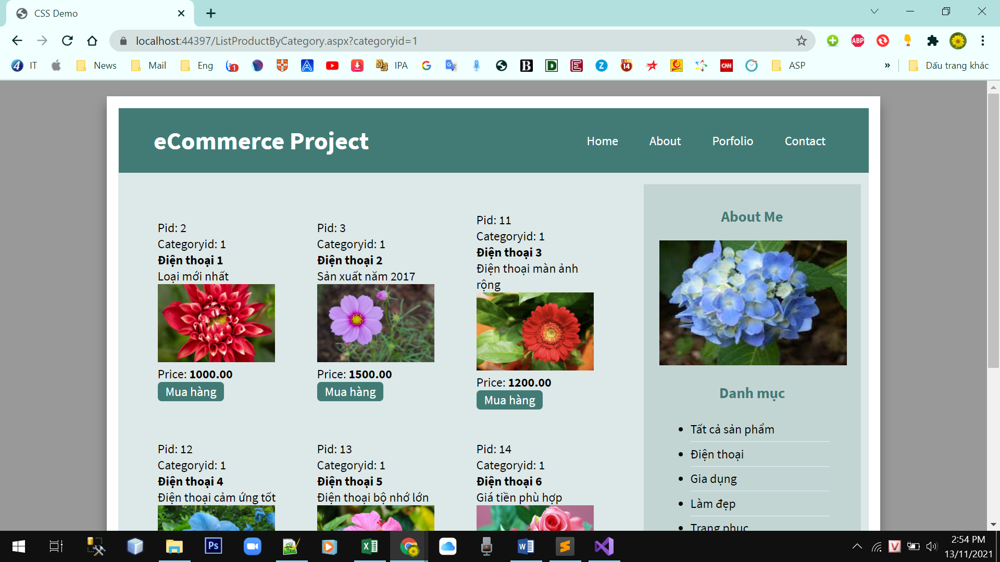 CSS Demo
localhost:44397/ListProductByCategory.aspx?categoryid=1
ABP
4 IT News Mail Eng 1 IPA 14 CNN ASP » Dấu trang khác
eCommerce Project
Home About Porfolio Contact
Pid: 2
Categoryid: 1
Điện thoại 1
Loại mới nhất
Price: 1000.00
Mua hàng
Pid: 3
Categoryid: 1
Điện thoại 2
Sản xuất năm 2017
Price: 1500.00
Mua hàng
Pid: 11
Categoryid: 1
Điện thoại 3
Điện thoại màn ảnh
rộng
Price: 1200.00
Mua hàng
Pid: 12
Categoryid: 1
Điện thoại 4
Điện thoại cảm ứng tốt
Pid: 13
Categoryid: 1
Điện thoại 5
Điện thoại bộ nhớ lớn
Pid: 14
Categoryid: 1
Điện thoại 6
Giá tiền phù hợp
About Me
Danh mục
Tất cả sản phẩm
Điện thoại
Gia dụng
Làm đẹp
Trang phục
Ps
2:54 PM
13/11/2021